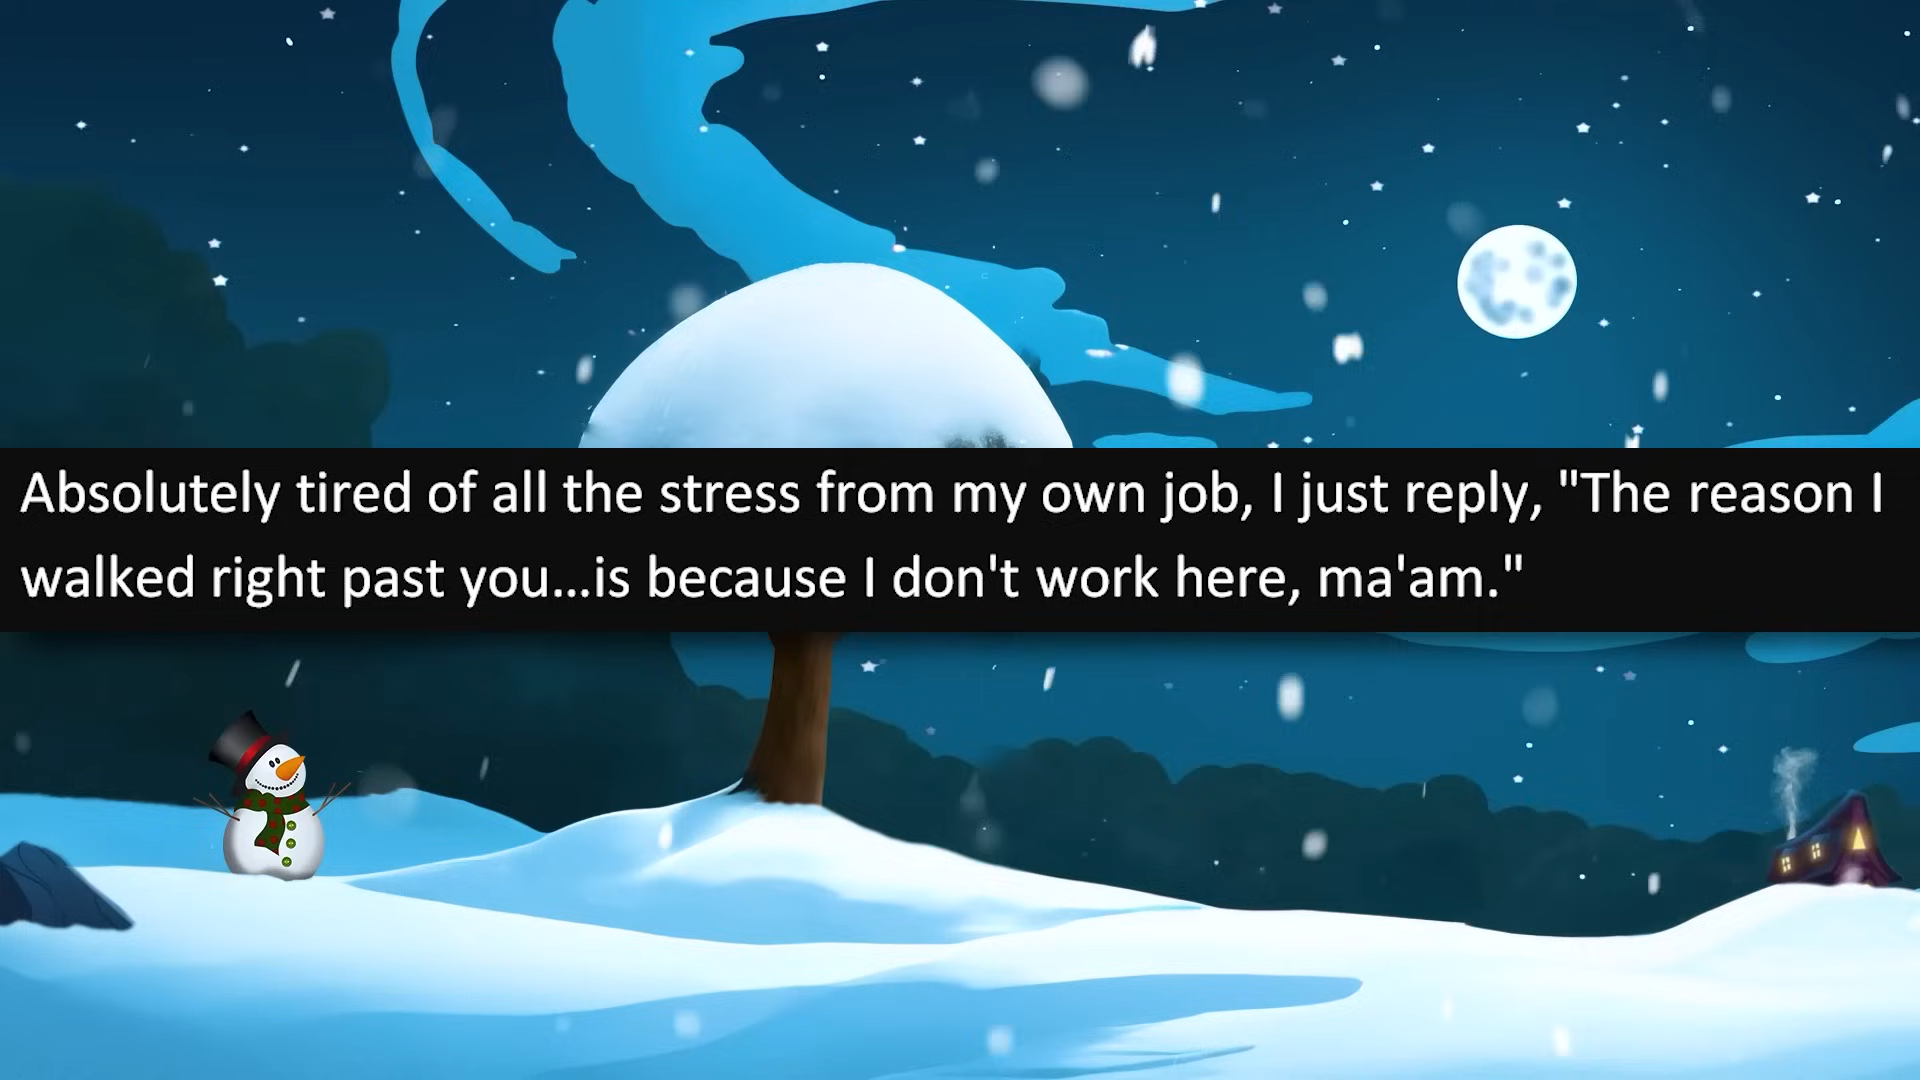 Absolutely tired of all the stress from my own job, I just reply, "The reason I
walked right past you...is because I don't work here, ma'am."